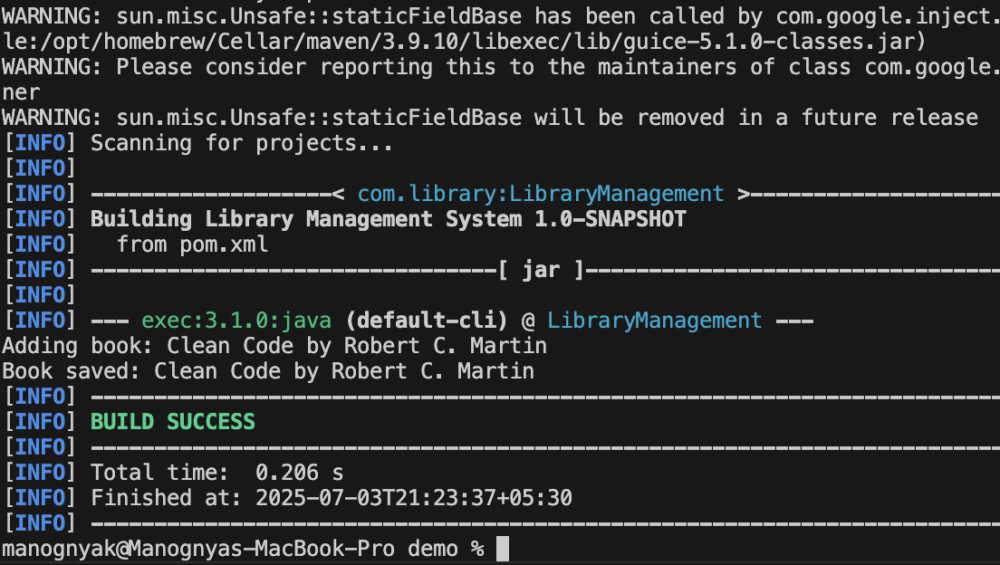 WARNING: sun.misc.Unsafe::staticFieldBase has been called by com.google.inject.
le:/opt/homebrew/Cellar/maven/3.9.10/libexec/lib/guice-5.1.0-classes.jar)
WARNING: Please consider reporting this to the maintainers of class com.google.
ner
WARNING: sun.misc.Unsafe::staticFieldBase will be removed in a future release
[INFO] Scanning for projects...
[INFO]
[INFO] -------------------< com.library:LibraryManagement >--------------------
[INFO] Building Library Management System 1.0-SNAPSHOT
[INFO]   from pom.xml
[INFO] --------------------------------[ jar ]---------------------------------
[INFO]
[INFO] --- exec:3.1.0:java (default-cli) @ LibraryManagement ---
Adding book: Clean Code by Robert C. Martin
Book saved: Clean Code by Robert C. Martin
[INFO] ------------------------------------------------------------------------
[INFO] BUILD SUCCESS
[INFO] ------------------------------------------------------------------------
[INFO] Total time:  0.206 s
[INFO] Finished at: 2025-07-03T21:23:37+05:30
[INFO] ------------------------------------------------------------------------
manognyak@Manognyas-MacBook-Pro demo %